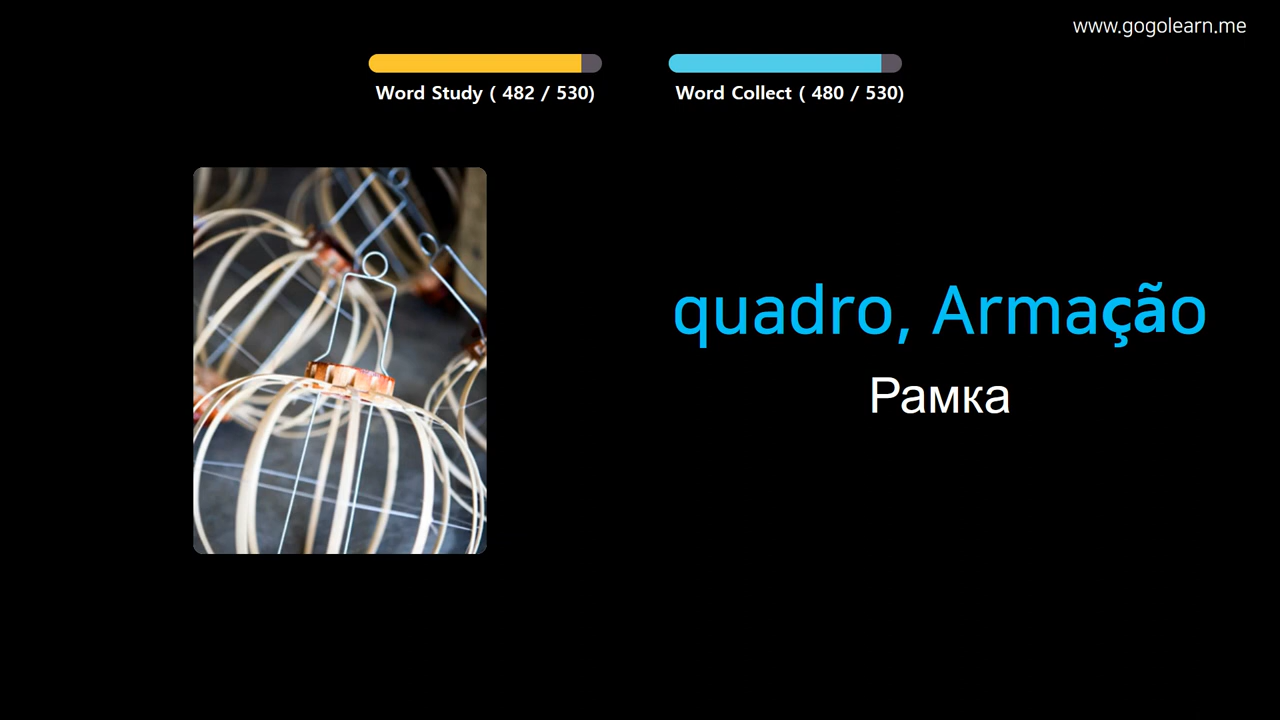 www.gogolearn.me
Word Study ( 482 / 530)
Word Collect ( 480 / 530)
quadro, Armação
Рамка